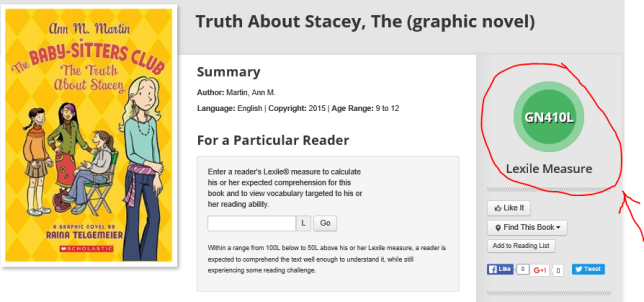 Ann M. Martin
The BABY-SITTERS CLUB
The Truth
About Stacey
A GRAPHIC NOVEL BY
RAINA TELGEMEIER
SCHOLASTIC
Truth About Stacey, The (graphic novel)
Summary
Author: Martin, Ann M.
Language: English | Copyright: 2015 | Age Range: 9 to 12
For a Particular Reader
Enter a reader's Lexile® measure to calculate
his or her expected comprehension for this
book and to view vocabulary targeted to his or
her reading ability.
L Go
Within a range from 100L below to 50L above his or her Lexile measure, a reader is
expected to comprehend the text well enough to understand it, while still
experiencing some reading challenge.
GN410L
Lexile Measure
Like It
Find This Book
Add to Reading List
Like 0 G+1 0 Tweet